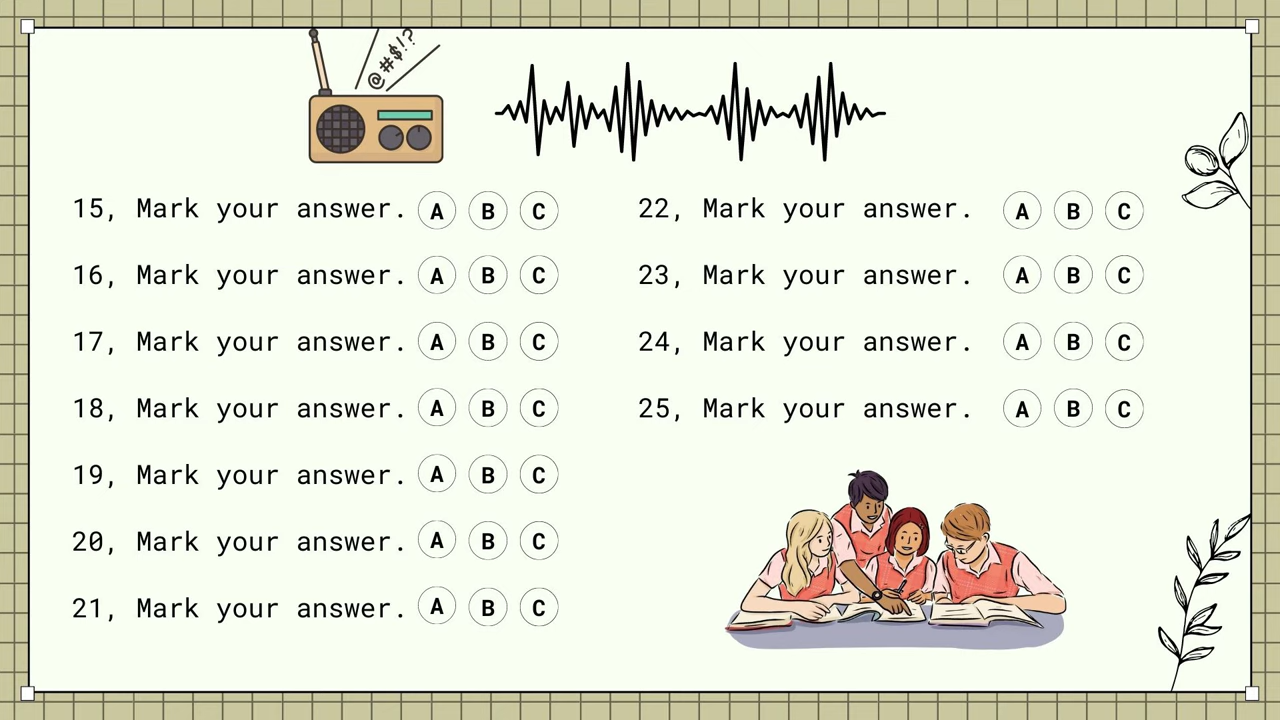 @#$!?
15, Mark your answer. A B C
16, Mark your answer. A B C
17, Mark your answer. A B C
18, Mark your answer. A B C
19, Mark your answer. A B C
20, Mark your answer. A B C
21, Mark your answer. A B C
22, Mark your answer. A B C
23, Mark your answer. A B C
24, Mark your answer. A B C
25, Mark your answer. A B C